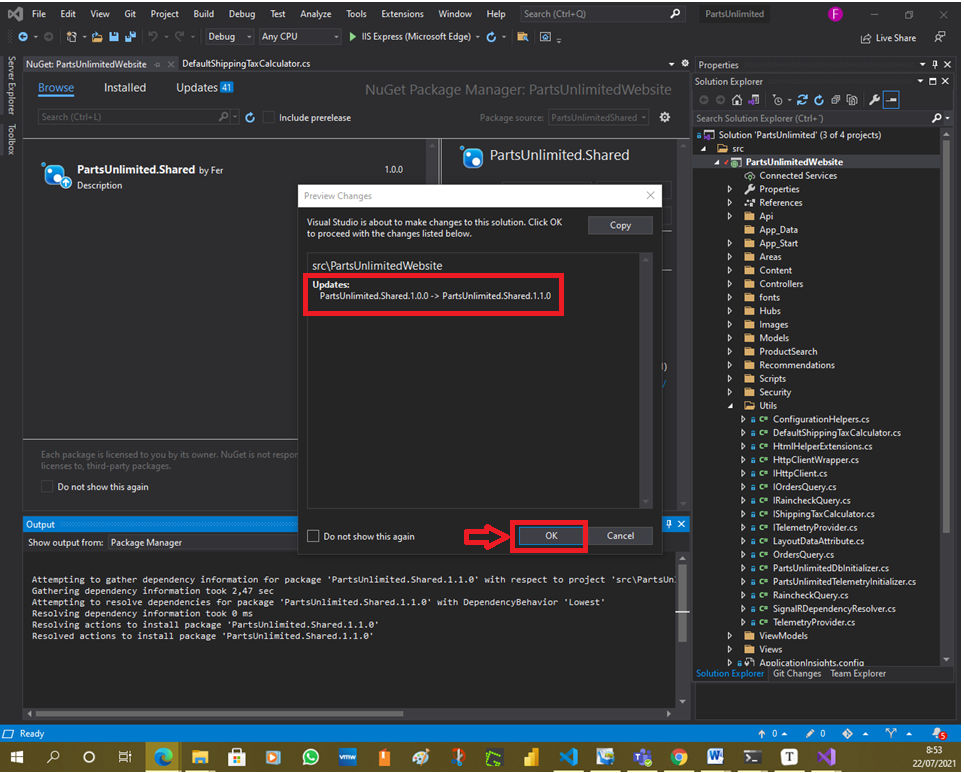 File Edit View Git Project Build Debug Test Analyze Tools Extensions Window Help Search (Ctrl+Q) PartsUnlimited F
Debug Any CPU IIS Express (Microsoft Edge) Live Share
Server Explorer
Toolbox
NuGet: PartsUnlimitedWebsite DefaultShippingTaxCalculator.cs
Browse Installed Updates 41 NuGet Package Manager: PartsUnlimitedWebsite
Search (Ctrl+L) Include prerelease Package source: PartsUnlimitedShared
PartsUnlimited.Shared by Fer 1.0.0
Description
PartsUnlimited.Shared
Preview Changes
Visual Studio is about to make changes to this solution. Click OK
to proceed with the changes listed below.
Copy
src\PartsUnlimitedWebsite
Updates:
PartsUnlimited.Shared.1.0.0 -> PartsUnlimited.Shared.1.1.0
Do not show this again
OK Cancel
Each package is licensed to you by its owner. NuGet is not respon
licenses to, third-party packages.
Do not show this again
Output
Show output from: Package Manager
Attempting to gather dependency information for package 'PartsUnlimited.Shared.1.1.0' with respect to project 'src\PartsUn
Gathering dependency information took 2,47 sec
Attempting to resolve dependencies for package 'PartsUnlimited.Shared.1.1.0' with DependencyBehavior 'Lowest'
Resolving dependency information took 0 ms
Resolving actions to install package 'PartsUnlimited.Shared.1.1.0'
Resolved actions to install package 'PartsUnlimited.Shared.1.1.0'
Properties
Solution Explorer
Search Solution Explorer (Ctrl+´)
Solution 'PartsUnlimited' (3 of 4 projects)
src
PartsUnlimitedWebsite
Connected Services
Properties
References
Api
App_Data
App_Start
Areas
Content
Controllers
fonts
Hubs
Images
Models
ProductSearch
Recommendations
Scripts
Security
Utils
ConfigurationHelpers.cs
DefaultShippingTaxCalculator.cs
HtmlHelperExtensions.cs
HttpClientWrapper.cs
IHttpClient.cs
IOrdersQuery.cs
IRaincheckQuery.cs
IShippingTaxCalculator.cs
ITelemetryProvider.cs
LayoutDataAttribute.cs
OrdersQuery.cs
PartsUnlimitedDbInitializer.cs
PartsUnlimitedTelemetryInitializer.cs
RaincheckQuery.cs
SignalRDependencyResolver.cs
TelemetryProvider.cs
ViewModels
Views
ApplicationInsights.config
Solution Explorer Git Changes Team Explorer
Ready 0 0 5
vmw W T
8:53
22/07/2021